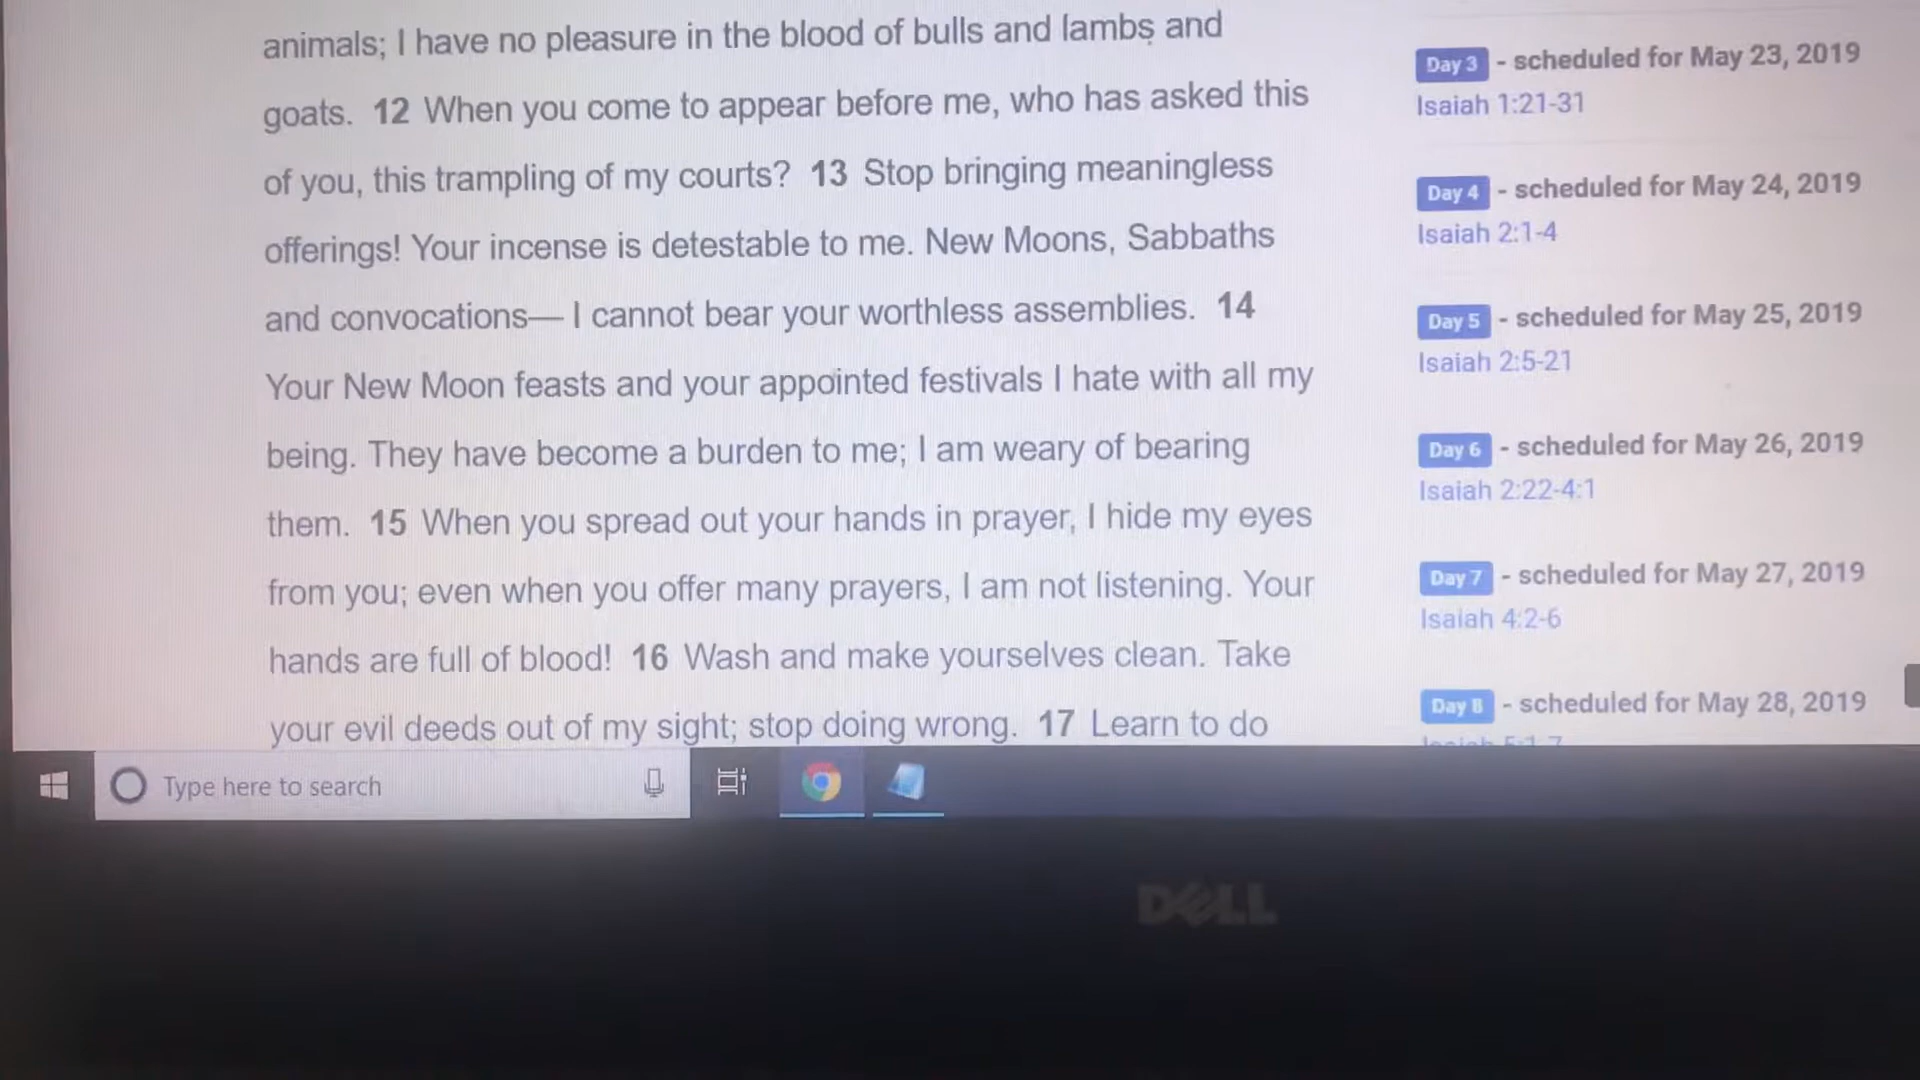 animals; I have no pleasure in the blood of bulls and lambs and
goats. 12 When you come to appear before me, who has asked this
of you, this trampling of my courts? 13 Stop bringing meaningless
offerings! Your incense is detestable to me. New Moons, Sabbaths
and convocations— I cannot bear your worthless assemblies. 14
Your New Moon feasts and your appointed festivals I hate with all my
being. They have become a burden to me; I am weary of bearing
them. 15 When you spread out your hands in prayer, I hide my eyes
from you; even when you offer many prayers, I am not listening. Your
hands are full of blood! 16 Wash and make yourselves clean. Take
your evil deeds out of my sight; stop doing wrong. 17 Learn to do
Day 3 - scheduled for May 23, 2019
Isaiah 1:21-31
Day 4 - scheduled for May 24, 2019
Isaiah 2:1-4
Day 5 - scheduled for May 25, 2019
Isaiah 2:5-21
Day 6 - scheduled for May 26, 2019
Isaiah 2:22-4:1
Day 7 - scheduled for May 27, 2019
Isaiah 4:2-6
Day 8 - scheduled for May 28, 2019
Isaiah 5:1-7
Type here to search
DELL